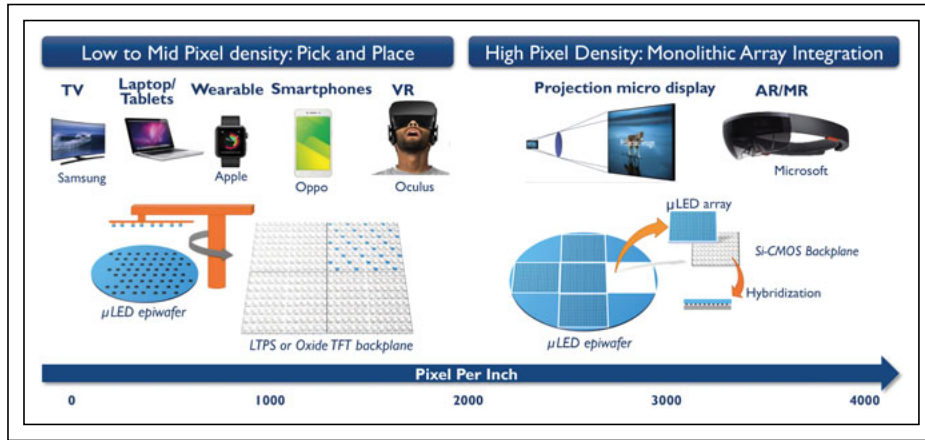 Low to Mid Pixel density: Pick and Place
High Pixel Density: Monolithic Array Integration
TV
Laptop/
Tablets
Wearable
Smartphones
VR
Samsung
Apple
Oppo
Oculus
Projection micro display
AR/MR
Microsoft
µLED epiwafer
LTPS or Oxide TFT backplane
µLED array
Si-CMOS Backplane
Hybridization
µLED epiwafer
Pixel Per Inch
0 1000 2000 3000 4000